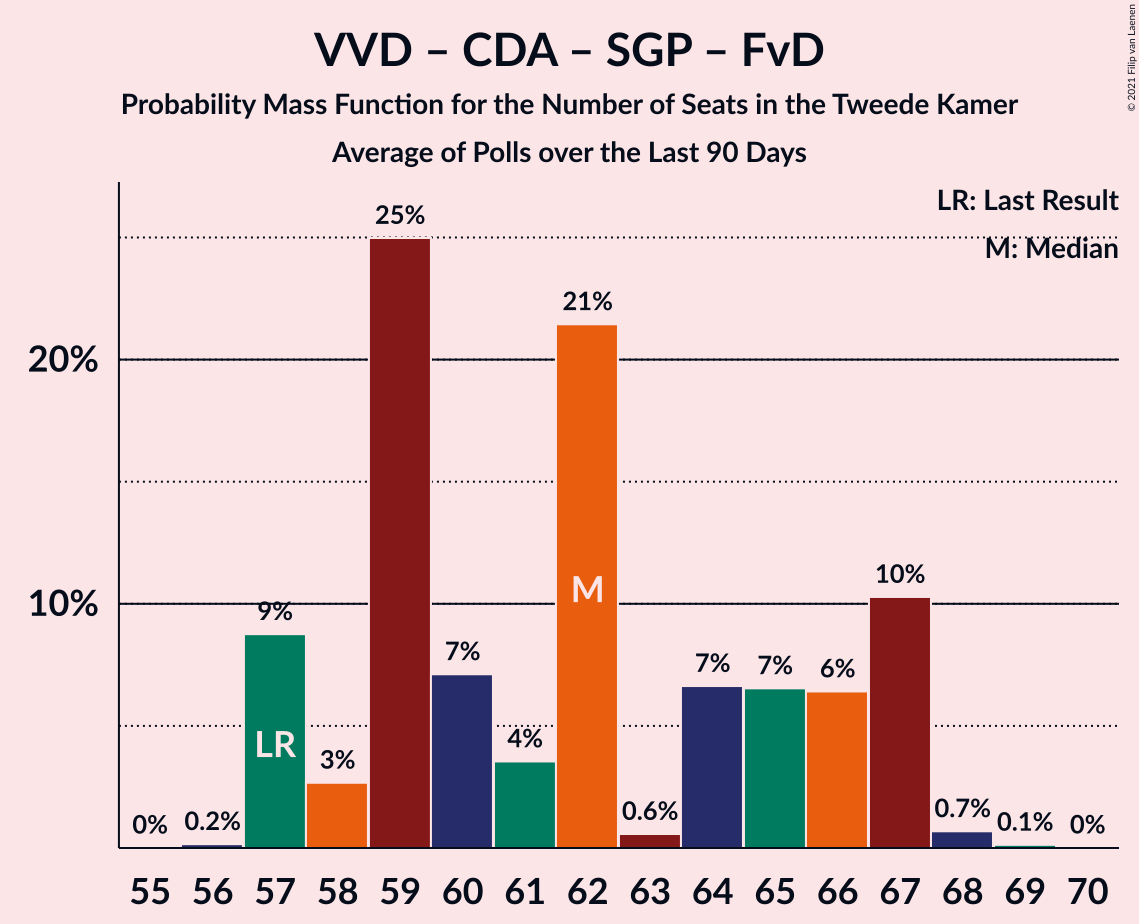 VVD – CDA – SGP – FvD
Probability Mass Function for the Number of Seats in the Tweede Kamer
Average of Polls over the Last 90 Days
© 2021 Filip van Laenen
LR: Last Result
M: Median
20%
10%
0%
0.2%
9%
3%
25%
7%
4%
21%
0.6%
7%
7%
6%
10%
0.7%
0.1%
0%
LR
M
55 56 57 58 59 60 61 62 63 64 65 66 67 68 69 70